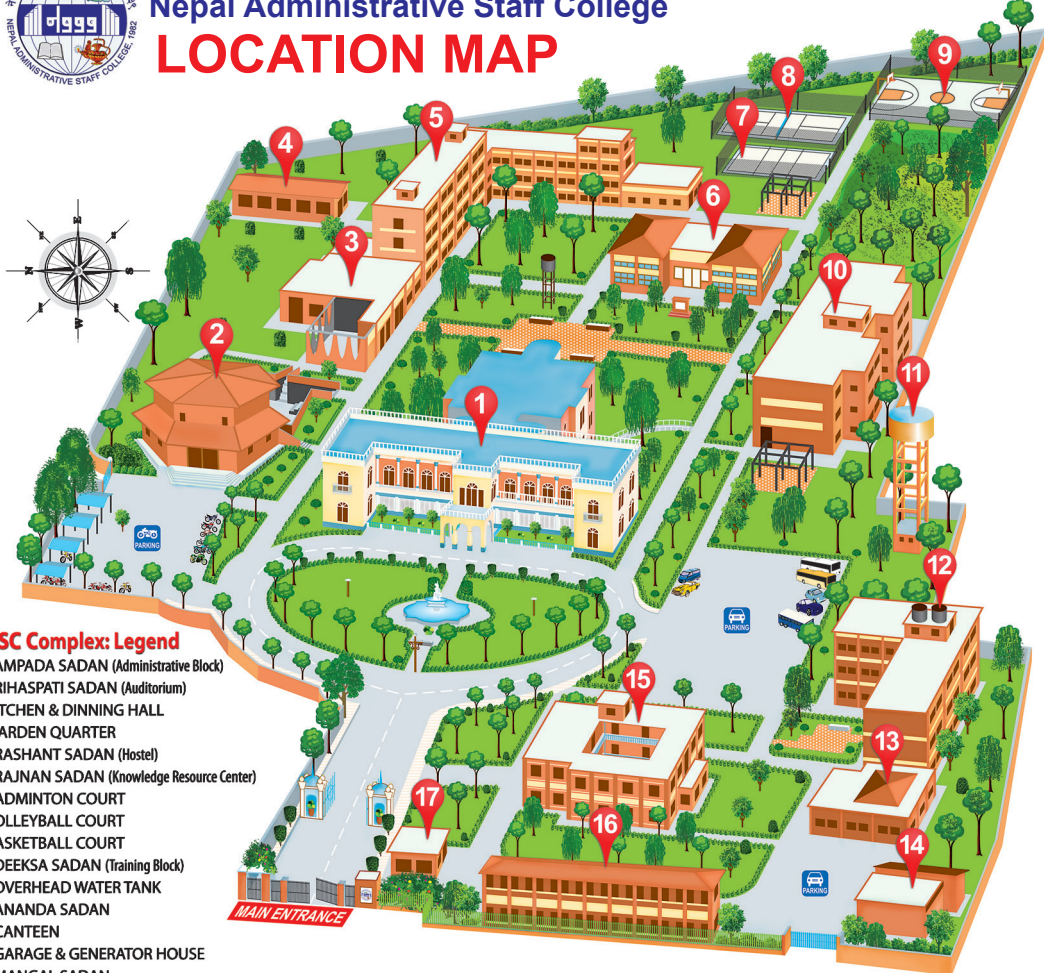 Nepal Administrative Staff College
LOCATION MAP
नप्रप्र
NEPAL ADMINISTRATIVE STAFF COLLEGE, 1982
1
2
3
4
5
6
7
8
9
10
11
12
13
14
15
16
17
E
N
S
W
PARKING
PARKING
PARKING
MAIN ENTRANCE
SC Complex: Legend
AMPADA SADAN (Administrative Block)
RIHASPATI SADAN (Auditorium)
TCHEN & DINNING HALL
ARDEN QUARTER
RASHANT SADAN (Hostel)
RAJNAN SADAN (Knowledge Resource Center)
ADMINTON COURT
OLLEYBALL COURT
ASKETBALL COURT
DEEKSA SADAN (Training Block)
OVERHEAD WATER TANK
ANANDA SADAN
CANTEEN
GARAGE & GENERATOR HOUSE